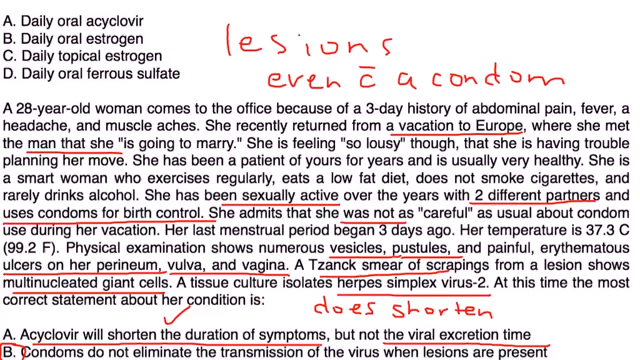 A. Daily oral acyclovir
B. Daily oral estrogen
C. Daily topical estrogen
D. Daily oral ferrous sulfate
lesions
even c̄ a condom
A 28-year-old woman comes to the office because of a 3-day history of abdominal pain, fever, a
headache, and muscle aches. She recently returned from a vacation to Europe, where she met
the man that she "is going to marry." She is feeling "so lousy" though, that she is having trouble
planning her move. She has been a patient of yours for years and is usually very healthy. She is
a smart woman who exercises regularly, eats a low fat diet, does not smoke cigarettes, and
rarely drinks alcohol. She has been sexually active over the years with 2 different partners and
uses condoms for birth control. She admits that she was not as "careful" as usual about condom
use during her vacation. Her last menstrual period began 3 days ago. Her temperature is 37.3 C
(99.2 F). Physical examination shows numerous vesicles, pustules, and painful, erythematous
ulcers on her perineum, vulva, and vagina. A Tzanck smear of scrapings from a lesion shows
multinucleated giant cells. A tissue culture isolates herpes simplex virus-2. At this time the most
correct statement about her condition is:
does shorten
A. Acyclovir will shorten the duration of symptoms, but not the viral excretion time
B. Condoms do not eliminate the transmission of the virus when lesions are present